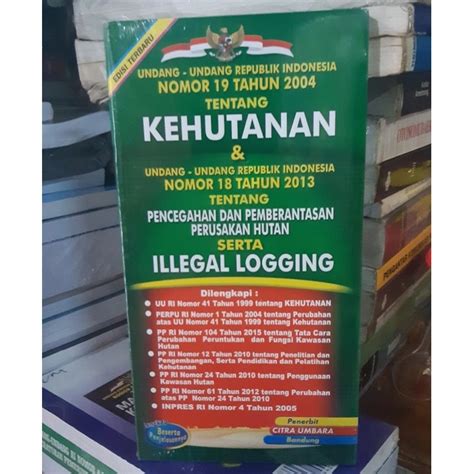 EDISI TERBARU
UNDANG - UNDANG REPUBLIK INDONESIA
NOMOR 19 TAHUN 2004
TENTANG
KEHUTANAN
&
UNDANG - UNDANG REPUBLIK INDONESIA
NOMOR 18 TAHUN 2013
TENTANG
PENCEGAHAN DAN PEMBERANTASAN
PERUSAKAN HUTAN
SERTA
ILLEGAL LOGGING
Dilengkapi :
UU RI Nomor 41 Tahun 1999 tentang KEHUTANAN
PERPU RI Nomor 1 Tahun 2004 tentang Perubahan
atas UU Nomor 41 Tahun 1999 tentang Kehutanan
PP RI Nomor 104 Tahun 2015 tentang Tata Cara
Perubahan Peruntukan dan Fungsi Kawasan
Hutan
PP RI Nomor 12 Tahun 2010 tentang Penelitian dan
Pengembangan, Serta Pendidikan dan Pelatihan
Kehutanan
PP RI Nomor 24 Tahun 2010 tentang Penggunaan
Kawasan Hutan
PP RI Nomor 61 Tahun 2012 tentang Perubahan
atas PP Nomor 24 Tahun 2010
INPRES RI Nomor 4 Tahun 2005
Beserta
Penjelasannya
Penerbit
CITRA UMBARA
Bandung